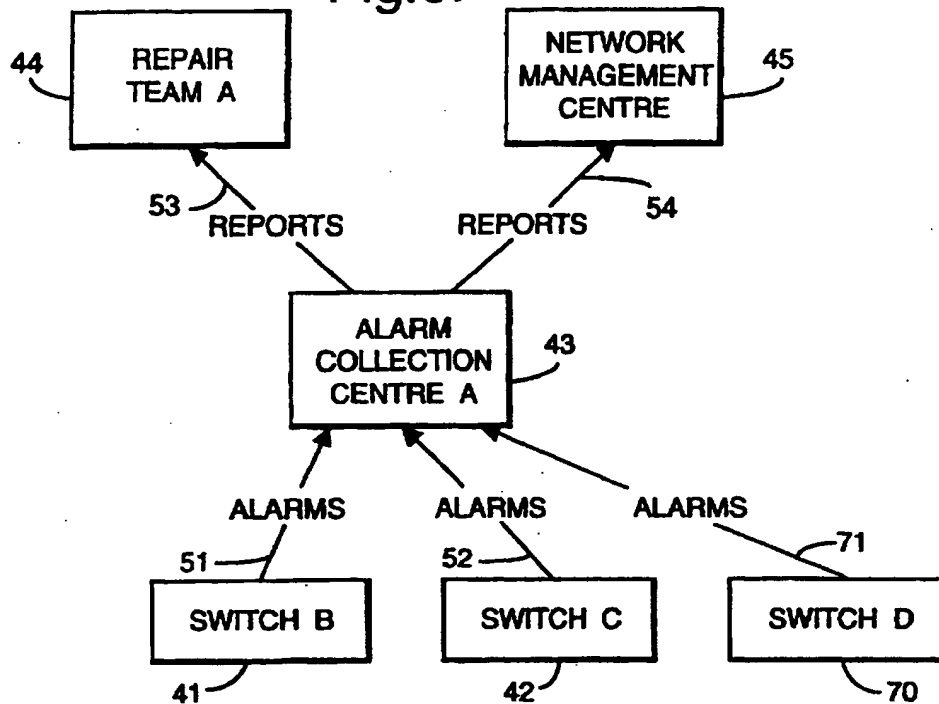 44
REPAIR
TEAM A
NETWORK
MANAGEMENT
CENTRE
45
53
REPORTS
REPORTS
54
ALARM
COLLECTION
CENTRE A
43
ALARMS
ALARMS
ALARMS
51
52
71
SWITCH B
SWITCH C
SWITCH D
41
42
70